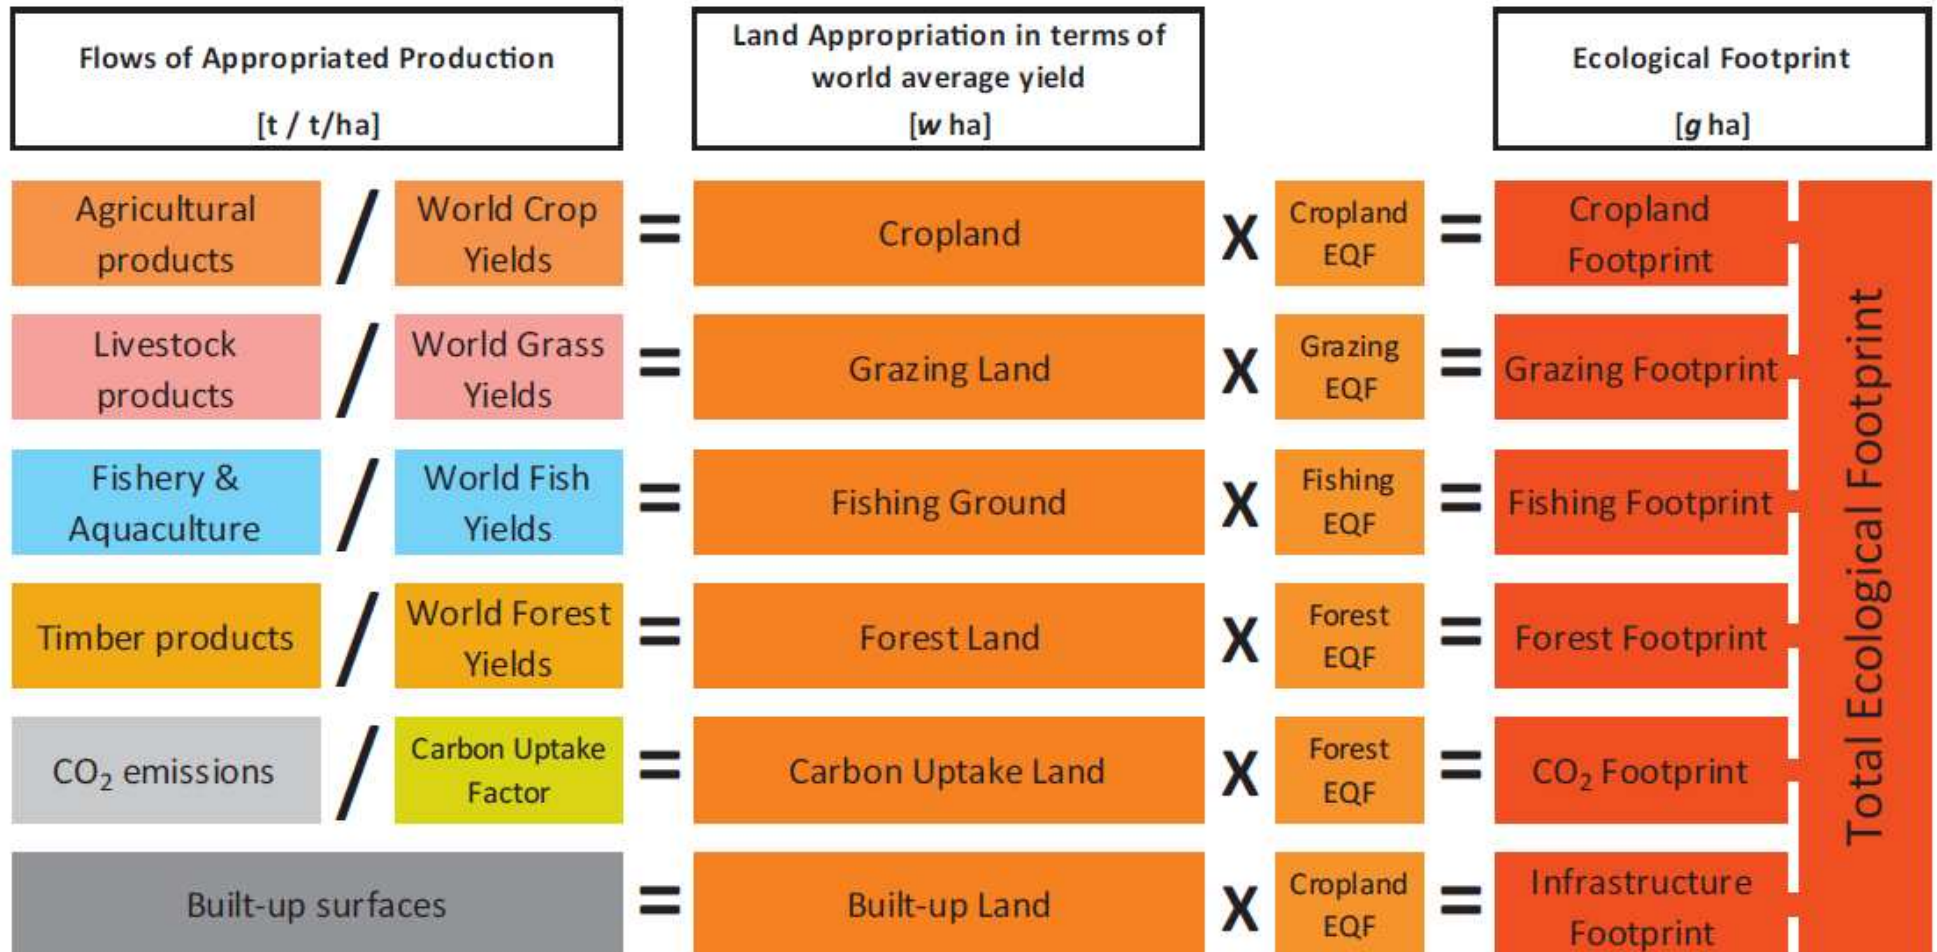 Flows of Appropriated Production
[t / t/ha]
Land Appropriation in terms of
world average yield
[w ha]
Ecological Footprint
[g ha]
Agricultural
products
/
World Crop
Yields
=
Cropland
X
Cropland
EQF
=
Cropland
Footprint
Livestock
products
/
World Grass
Yields
=
Grazing Land
X
Grazing
EQF
=
Grazing Footprint
Fishery &
Aquaculture
/
World Fish
Yields
=
Fishing Ground
X
Fishing
EQF
=
Fishing Footprint
Timber products
/
World Forest
Yields
=
Forest Land
X
Forest
EQF
=
Forest Footprint
CO₂ emissions
/
Carbon Uptake
Factor
=
Carbon Uptake Land
X
Forest
EQF
=
CO₂ Footprint
Built-up surfaces
=
Built-up Land
X
Cropland
EQF
=
Infrastructure
Footprint
Total Ecological Footprint